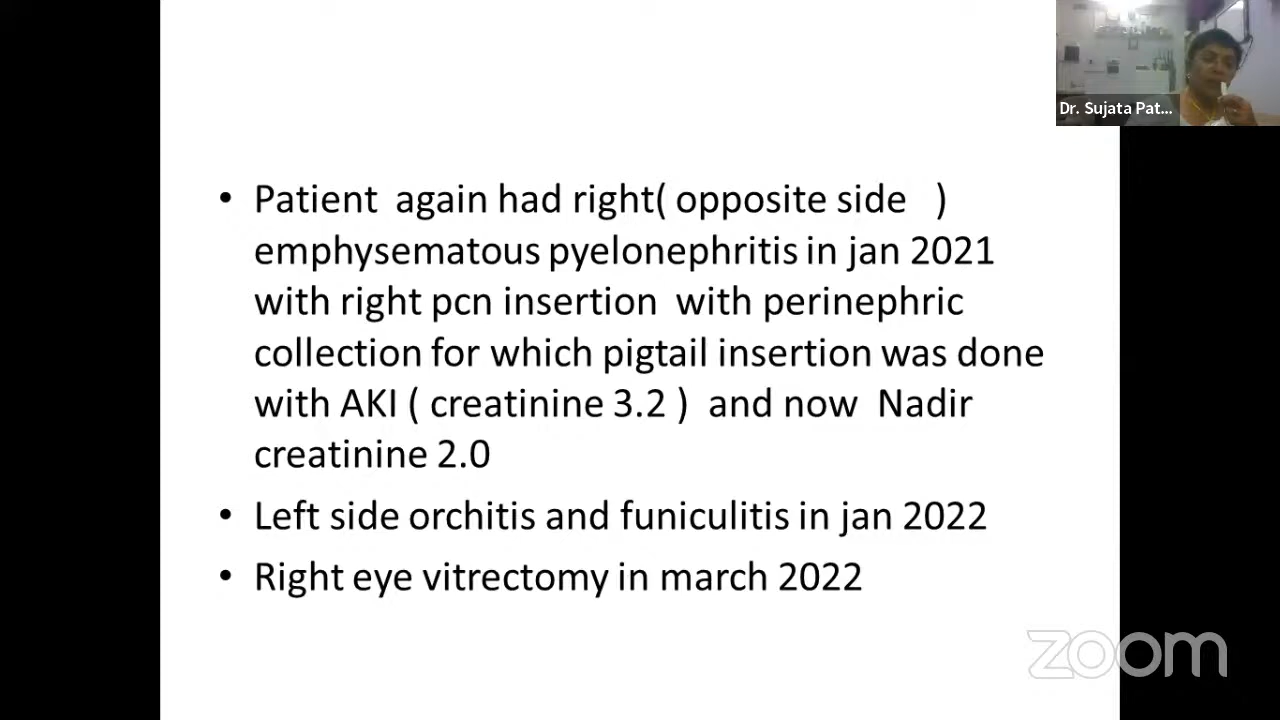 Dr. Sujata Pat...
• Patient again had right( opposite side )
emphysematous pyelonephritis in jan 2021
with right pcn insertion with perinephric
collection for which pigtail insertion was done
with AKI ( creatinine 3.2 ) and now Nadir
creatinine 2.0
• Left side orchitis and funiculitis in jan 2022
• Right eye vitrectomy in march 2022
zoom